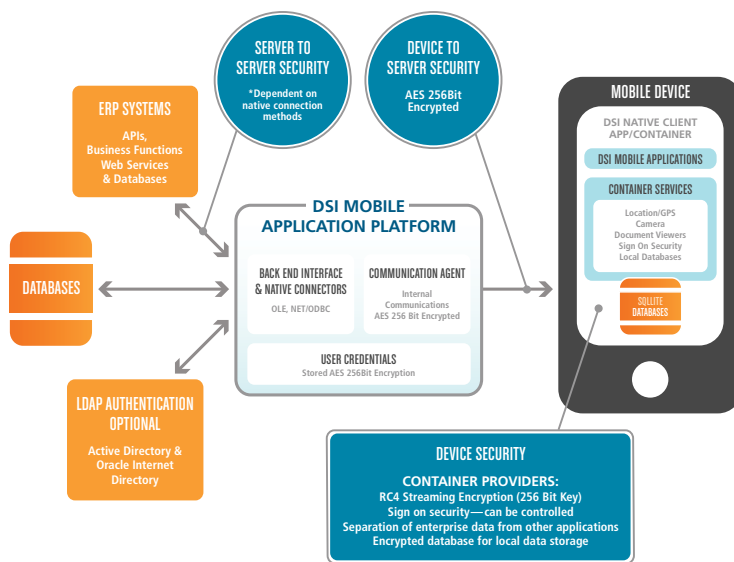 SERVER TO
SERVER SECURITY
*Dependent on
native connection
methods
DEVICE TO
SERVER SECURITY
AES 256Bit
Encrypted
ERP SYSTEMS
APIs,
Business Functions
Web Services
& Databases
DATABASES
LDAP AUTHENTICATION
OPTIONAL
Active Directory &
Oracle Internet
Directory
DSI MOBILE
APPLICATION PLATFORM
BACK END INTERFACE
& NATIVE CONNECTORS
OLE, NET/ODBC
COMMUNICATION AGENT
Internal
Communications
AES 256 Bit Encrypted
USER CREDENTIALS
Stored AES 256Bit Encryption
MOBILE DEVICE
DSI NATIVE CLIENT
APP/CONTAINER
DSI MOBILE APPLICATIONS
CONTAINER SERVICES
Location/GPS
Camera
Document Viewers
Sign On Security
Local Databases
SQLLITE
DATABASES
DEVICE SECURITY
CONTAINER PROVIDERS:
RC4 Streaming Encryption (256 Bit Key)
Sign on security—can be controlled
Separation of enterprise data from other applications
Encrypted database for local data storage